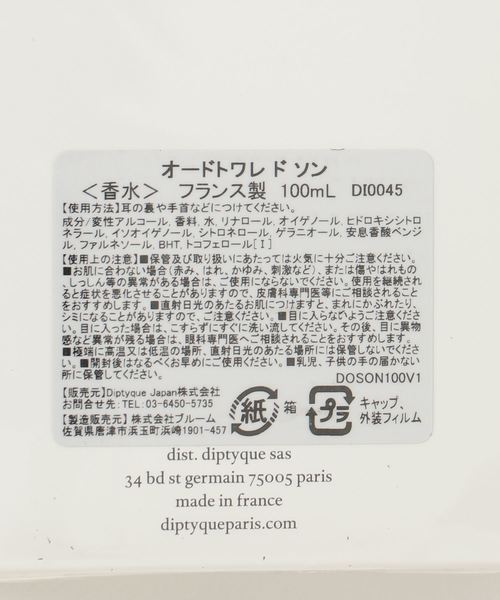 オードトワレ ド ソン
＜香水＞ フランス製 100mL DI0045
【使用方法】耳の裏や手首などにつけてください。
成分/変性アルコール, 香料, 水, リナロール, オイゲノール, ヒドロキシシトロ
ネラール, イソオイゲノール, シトロネロール, ゲラニオール, 安息香酸ベンジ
ル, ファルネソール, BHT, トコフェロール[Ⅰ]
【使用上の注意】■保管及び取り扱いにあたっては火気に十分ご注意ください。
■お肌に合わない場合(赤み、はれ、かゆみ、刺激など)、または傷やはれもの
、しっしん等の異常がある場合は、ご使用にならないでください。使用を継続され
ると症状を悪化させることがありますので、皮膚科専門医等にご相談されること
をおすすめします。■直射日光のあたるお肌につけますと、まれにかぶれたり、
シミになることがありますので、ご注意ください。■目に入らないようご注意くださ
い。目に入った場合は、こすらずにすぐに洗い流してください。その後、目に異物
感など異常が残る場合は、眼科専門医へご相談されることをおすすめします。
■極端に高温又は低温の場所、直射日光のあたる場所には保管しないでくださ
い。■開封後はなるべくお早めにご使用ください。■乳児、子供の手の届かない
所に保管してください。
DOSON100V1
【販売元】Diptyque Japan株式会社
お問合せ先：TEL:03-6450-5735
【製造販売元】株式会社ブルーム
佐賀県唐津市浜玉町浜崎1901-457
紙 箱
プラ キャップ、
外装フィルム
dist. diptyque sas
34 bd st germain 75005 paris
made in france
diptyqueparis.com